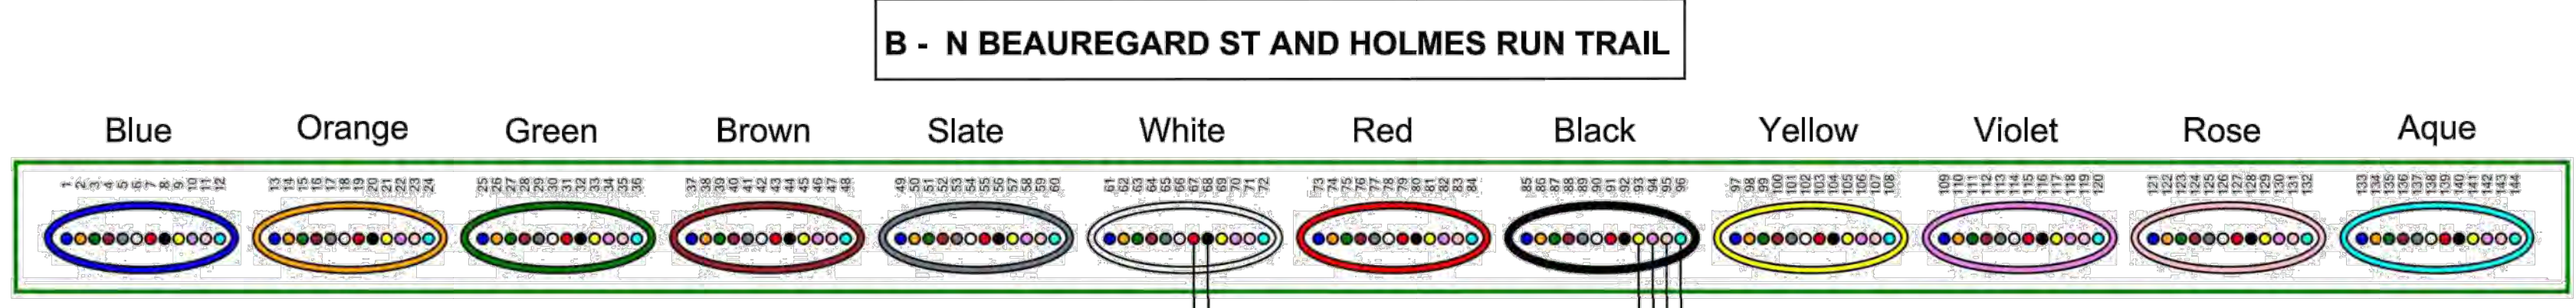 B - N BEAUREGARD ST AND HOLMES RUN TRAIL
Blue Orange Green Brown Slate White Red Black Yellow Violet Rose Aque
1 2 3 4 5 6 7 8 9 10 11 12 13 14 15 16 17 18 19 20 21 22 23 24 25 26 27 28 29 30 31 32 33 34 35 36 37 38 39 40 41 42 43 44 45 46 47 48 49 50 51 52 53 54 55 56 57 58 59 60 61 62 63 64 65 66 67 68 69 70 71 72 73 74 75 76 77 78 79 80 81 82 83 84 85 86 87 88 89 90 91 92 93 94 95 96 97 98 99 100 101 102 103 104 105 106 107 108 109 110 111 112 113 114 115 116 117 118 119 120 121 122 123 124 125 126 127 128 129 130 131 132 133 134 135 136 137 138 139 140 141 142 143 144